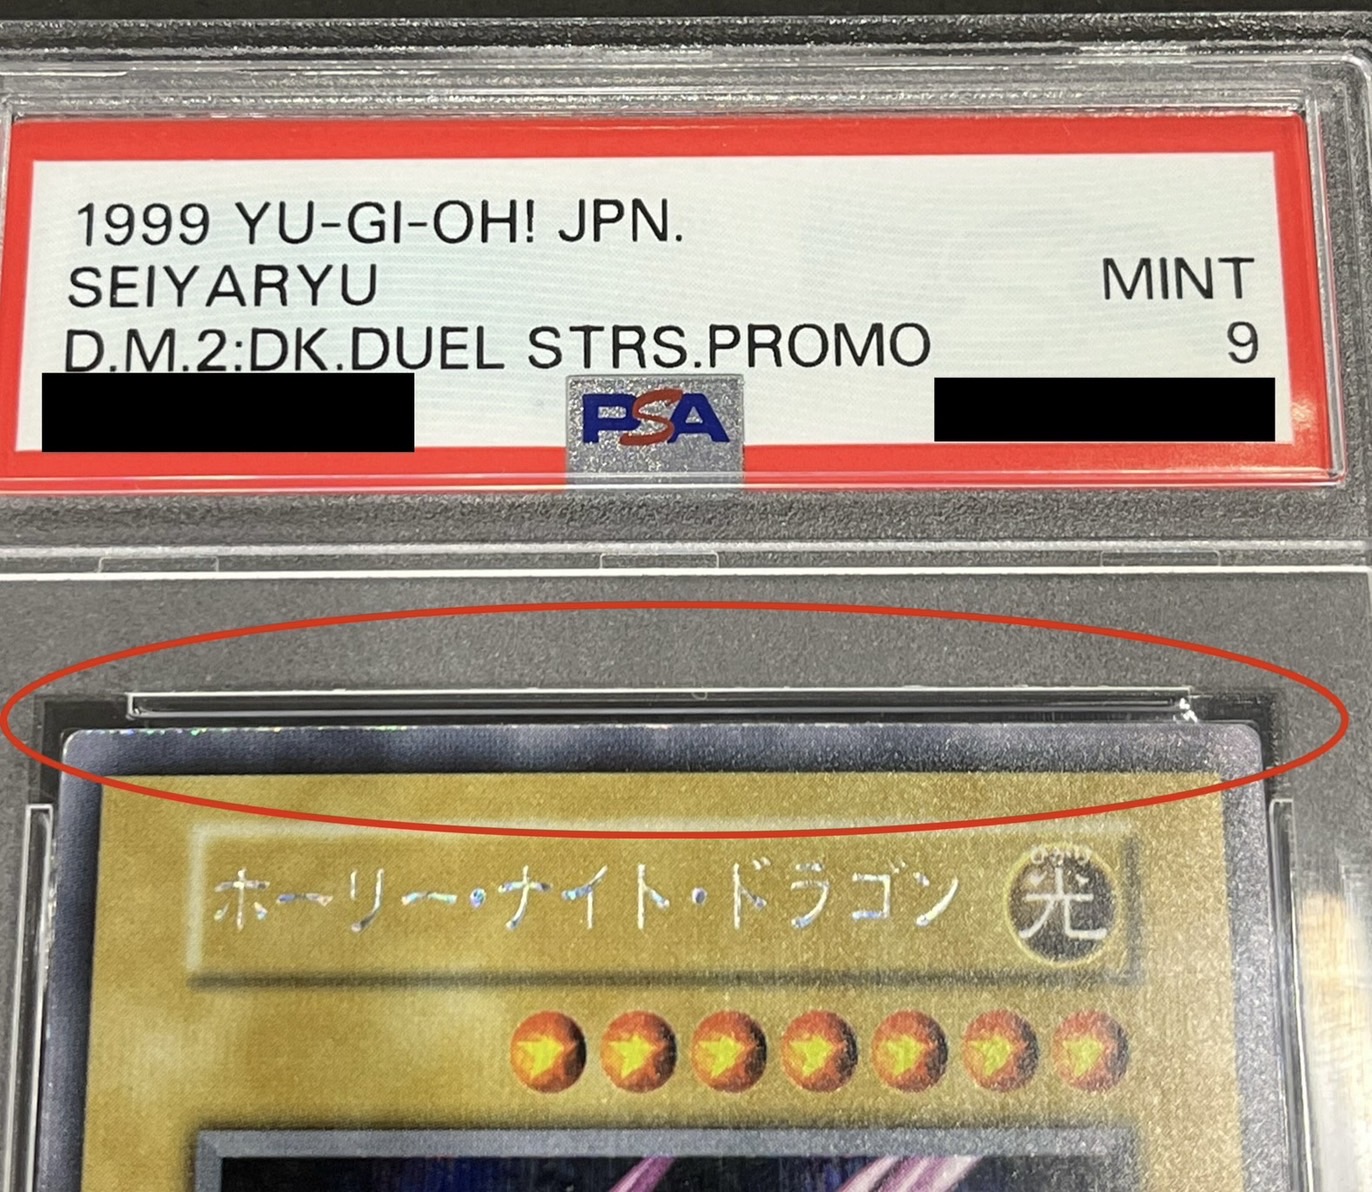 1999 YU-GI-OH! JPN.
SEIYARYU
MINT
D.M.2:DK.DUEL STRS.PROMO
9
PSA
ホーリー・ナイト・ドラゴン
光